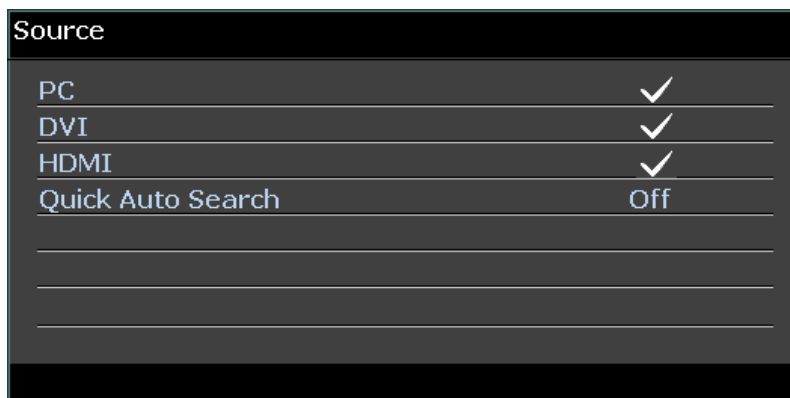 Source
PC ✓
DVI ✓
HDMI ✓
Quick Auto Search Off